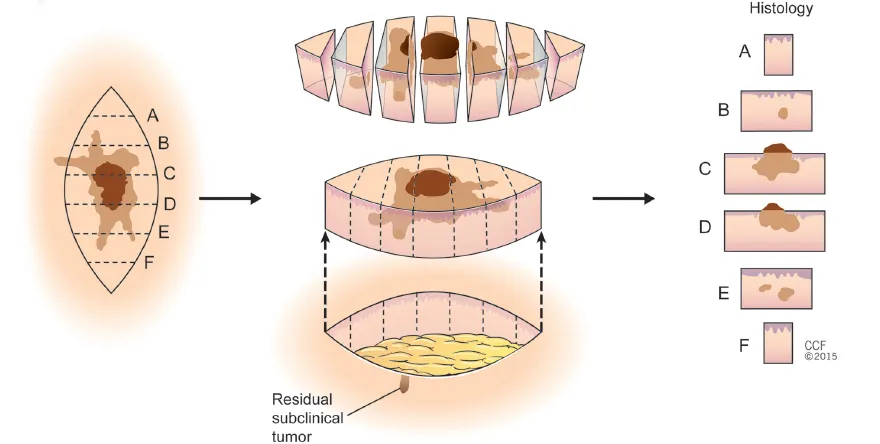 Histology
A
B
C
D
E
F
A
B
C
D
E
F
Residual
subclinical
tumor
CCF
©2015